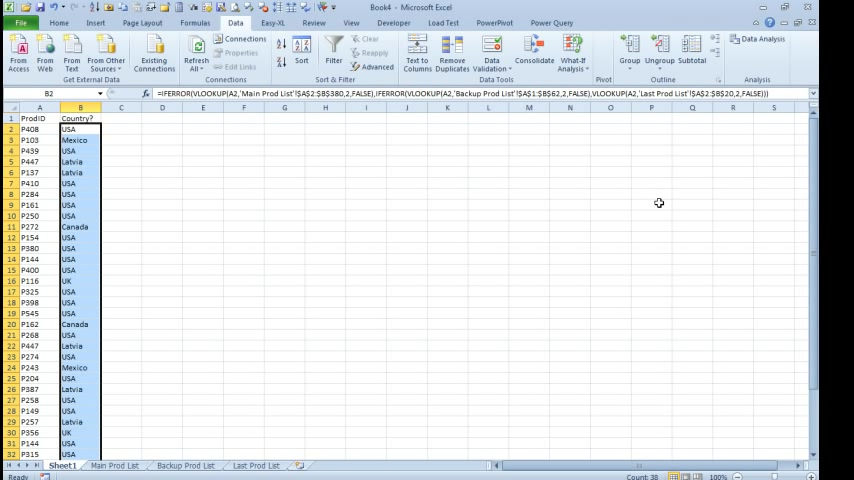 Book4 - Microsoft Excel
File Home Insert Page Layout Formulas Data Easy-XL Review View Developer Load Test PowerPivot Power Query
From Access From Web From Text From Other Sources Existing Connections Refresh All Connections Properties Edit Links Sort Filter Clear Reapply Advanced Text to Columns Remove Duplicates Data Validation Consolidate What-If Analysis Group Ungroup Subtotal Data Analysis
Get External Data Connections Sort & Filter Data Tools Pivot Outline Analysis
B2 fx =IFERROR(VLOOKUP(A2,'Main Prod List'!$A$2:$B$380,2,FALSE),IFERROR(VLOOKUP(A2,'Backup Prod List'!$A$1:$B$62,2,FALSE),VLOOKUP(A2,'Last Prod List'!$A$2:$B$20,2,FALSE)))
A B C D E F G H I J K L M N O P Q R S
1 ProdID Country?
2 P408 USA
3 P103 Mexico
4 P439 USA
5 P447 Latvia
6 P137 Latvia
7 P410 USA
8 P284 USA
9 P161 USA
10 P250 USA
11 P272 Canada
12 P154 USA
13 P380 USA
14 P144 USA
15 P400 USA
16 P116 UK
17 P325 USA
18 P398 USA
19 P545 USA
20 P162 Canada
21 P268 USA
22 P447 Latvia
23 P274 USA
24 P243 Mexico
25 P204 USA
26 P387 Latvia
27 P258 USA
28 P149 USA
29 P257 Latvia
30 P356 UK
31 P144 USA
32 P315 USA
Sheet1 Main Prod List Backup Prod List Last Prod List
Ready Count: 38 100%